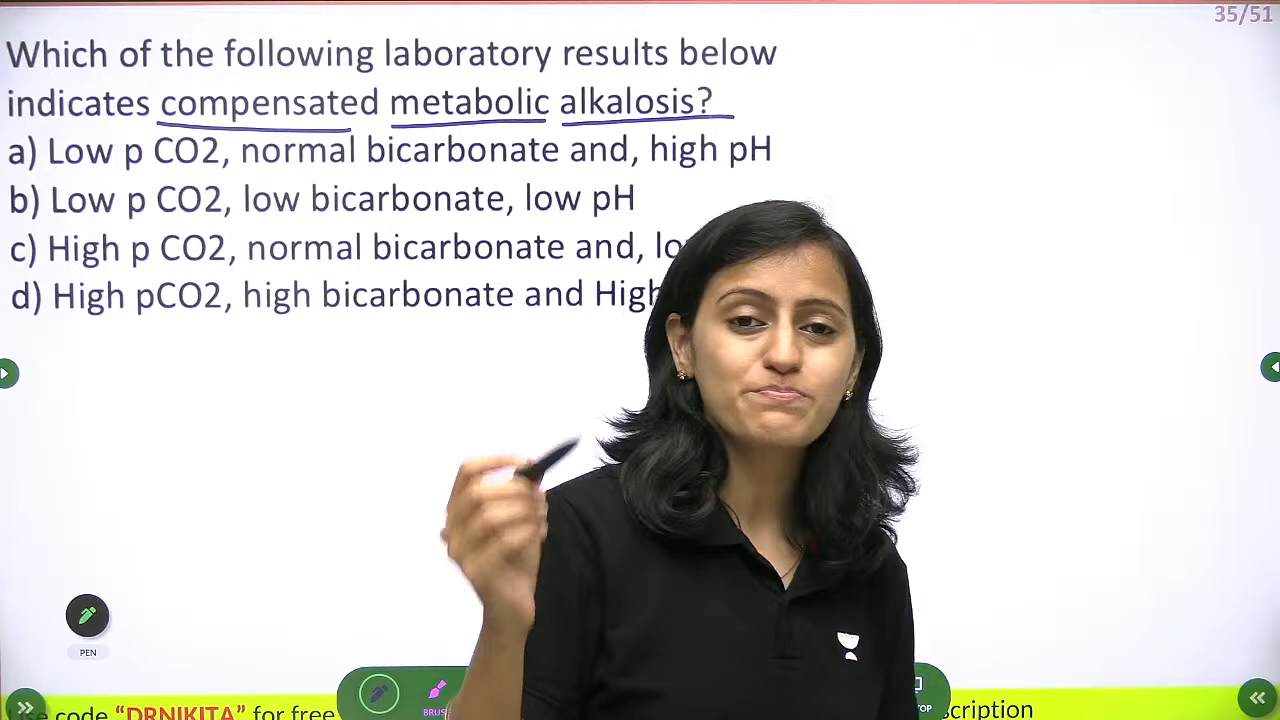 35/51
Which of the following laboratory results below
indicates compensated metabolic alkalosis?
a) Low p CO2, normal bicarbonate and, high pH
b) Low p CO2, low bicarbonate, low pH
c) High p CO2, normal bicarbonate and,
d) High pCO2, high bicarbonate and High
PEN
code “DRNIKITA” for free